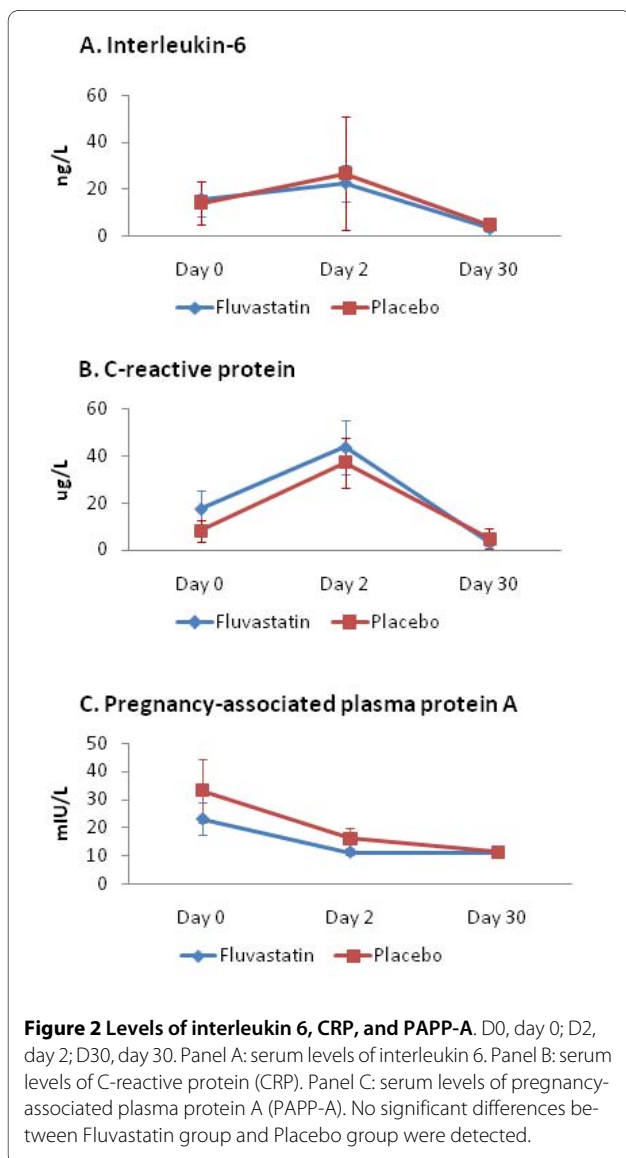 A. Interleukin-6
60
40
20
0
ng/L
Day 0 Day 2 Day 30
Fluvastatin Placebo
B. C-reactive protein
60
40
20
0
ug/L
Day 0 Day 2 Day 30
Fluvastatin Placebo
C. Pregnancy-associated plasma protein A
50
40
30
20
10
0
mIU/L
Day 0 Day 2 Day 30
Fluvastatin Placebo
Figure 2 Levels of interleukin 6, CRP, and PAPP-A. D0, day 0; D2,
day 2; D30, day 30. Panel A: serum levels of interleukin 6. Panel B: serum
levels of C-reactive protein (CRP). Panel C: serum levels of pregnancy-
associated plasma protein A (PAPP-A). No significant differences be-
tween Fluvastatin group and Placebo group were detected.